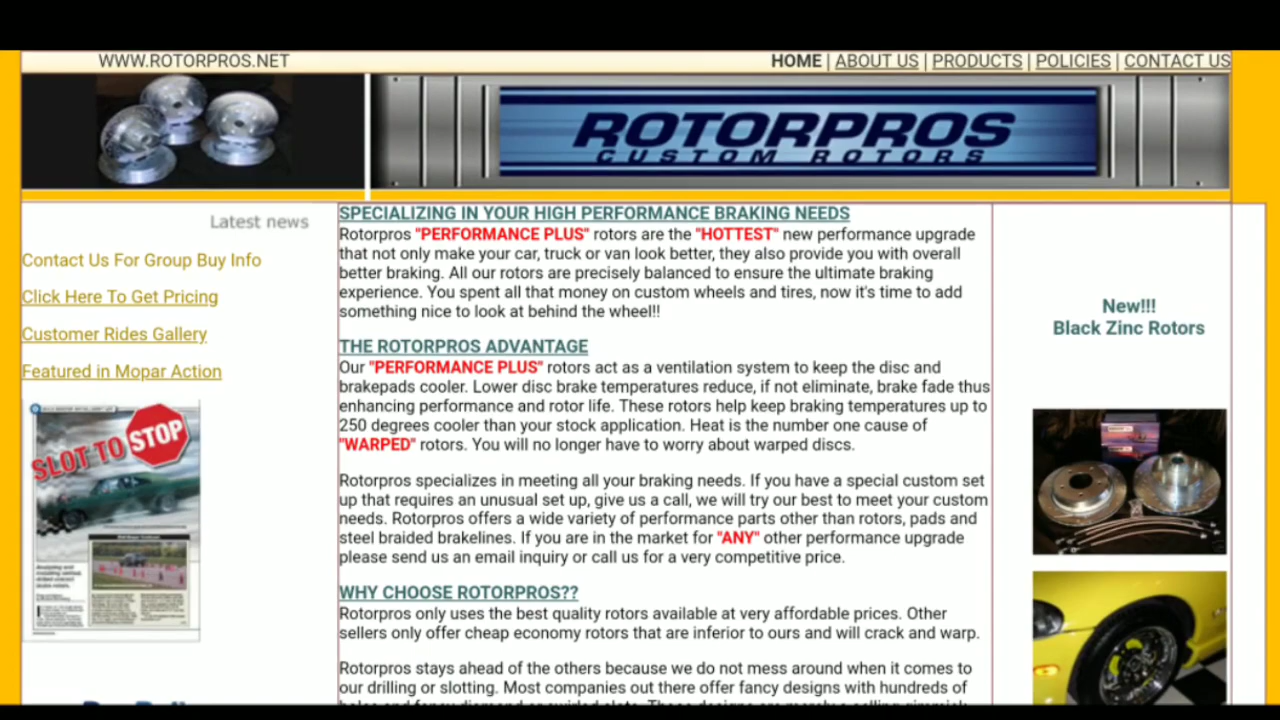 WWW.ROTORPROS.NET
HOME | ABOUT US | PRODUCTS | POLICIES | CONTACT US
ROTORPROS
CUSTOM ROTORS
Latest news
Contact Us For Group Buy Info
Click Here To Get Pricing
Customer Rides Gallery
Featured in Mopar Action
SLOT TO STOP
SPECIALIZING IN YOUR HIGH PERFORMANCE BRAKING NEEDS
Rotorpros "PERFORMANCE PLUS" rotors are the "HOTTEST" new performance upgrade
that not only make your car, truck or van look better, they also provide you with overall
better braking. All our rotors are precisely balanced to ensure the ultimate braking
experience. You spent all that money on custom wheels and tires, now it's time to add
something nice to look at behind the wheel!!
THE ROTORPROS ADVANTAGE
Our "PERFORMANCE PLUS" rotors act as a ventilation system to keep the disc and
brakepads cooler. Lower disc brake temperatures reduce, if not eliminate, brake fade thus
enhancing performance and rotor life. These rotors help keep braking temperatures up to
250 degrees cooler than your stock application. Heat is the number one cause of
"WARPED" rotors. You will no longer have to worry about warped discs.
Rotorpros specializes in meeting all your braking needs. If you have a special custom set
up that requires an unusual set up, give us a call, we will try our best to meet your custom
needs. Rotorpros offers a wide variety of performance parts other than rotors, pads and
steel braided brakelines. If you are in the market for "ANY" other performance upgrade
please send us an email inquiry or call us for a very competitive price.
WHY CHOOSE ROTORPROS??
Rotorpros only uses the best quality rotors available at very affordable prices. Other
sellers only offer cheap economy rotors that are inferior to ours and will crack and warp.
Rotorpros stays ahead of the others because we do not mess around when it comes to
our drilling or slotting. Most companies out there offer fancy designs with hundreds of
New!!!
Black Zinc Rotors